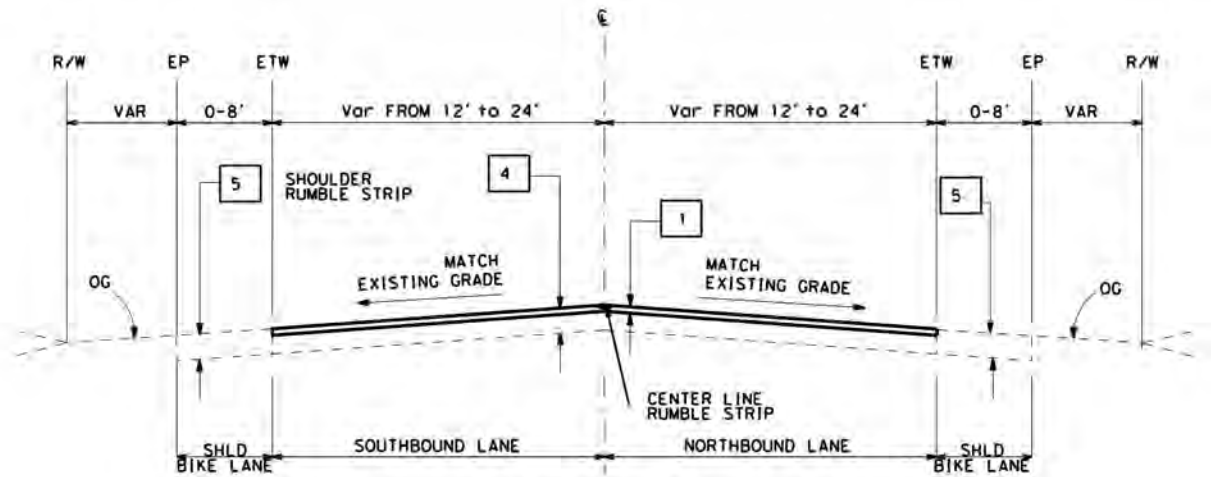 ℄
R/W EP ETW ETW EP R/W
VAR O-8' Var FROM 12' to 24' Var FROM 12' to 24' O-8' VAR
5 SHOULDER
RUMBLE STRIP
4
1
5
MATCH
EXISTING GRADE
MATCH
EXISTING GRADE
OG
OG
CENTER LINE
RUMBLE STRIP
SHLD
BIKE LANE
SOUTHBOUND LANE
NORTHBOUND LANE
SHLD
BIKE LANE